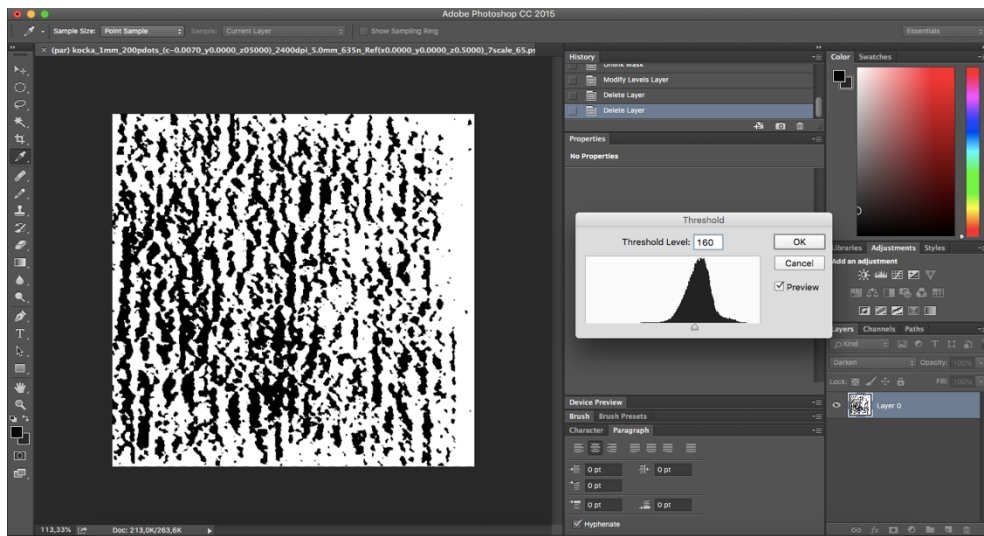 Adobe Photoshop CC 2015
Sample Size: Point Sample Sample: Current Layer Show Sampling Ring Essentials
× (par) kocka_1mm_200pdots_(c-0.0070_y0.0000_z05000)_2400dpi_5.0mm_635n_Ref(x0.0000_y0.0000_z0.5000)_7scale_65.ps
History
Unlink Mask
Modify Levels Layer
Delete Layer
Delete Layer
Properties
No Properties
Color Swatches
Threshold
Threshold Level: 160
OK
Cancel
Preview
Libraries Adjustments Styles
Add an adjustment
Layers Channels Paths
Kind
Darken Opacity: 100%
Lock: Fill: 100%
Layer 0
Device Preview
Brush Brush Presets
Character Paragraph
0 pt 0 pt
0 pt
0 pt 0 pt
Hyphenate
113,33% Doc: 213,0K/263,6K